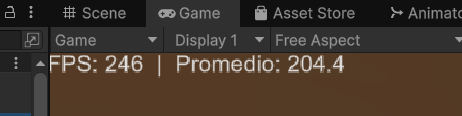 Scene
Game
Asset Store
Animato
Game
Display 1
Free Aspect
FPS: 246 | Promedio: 204.4